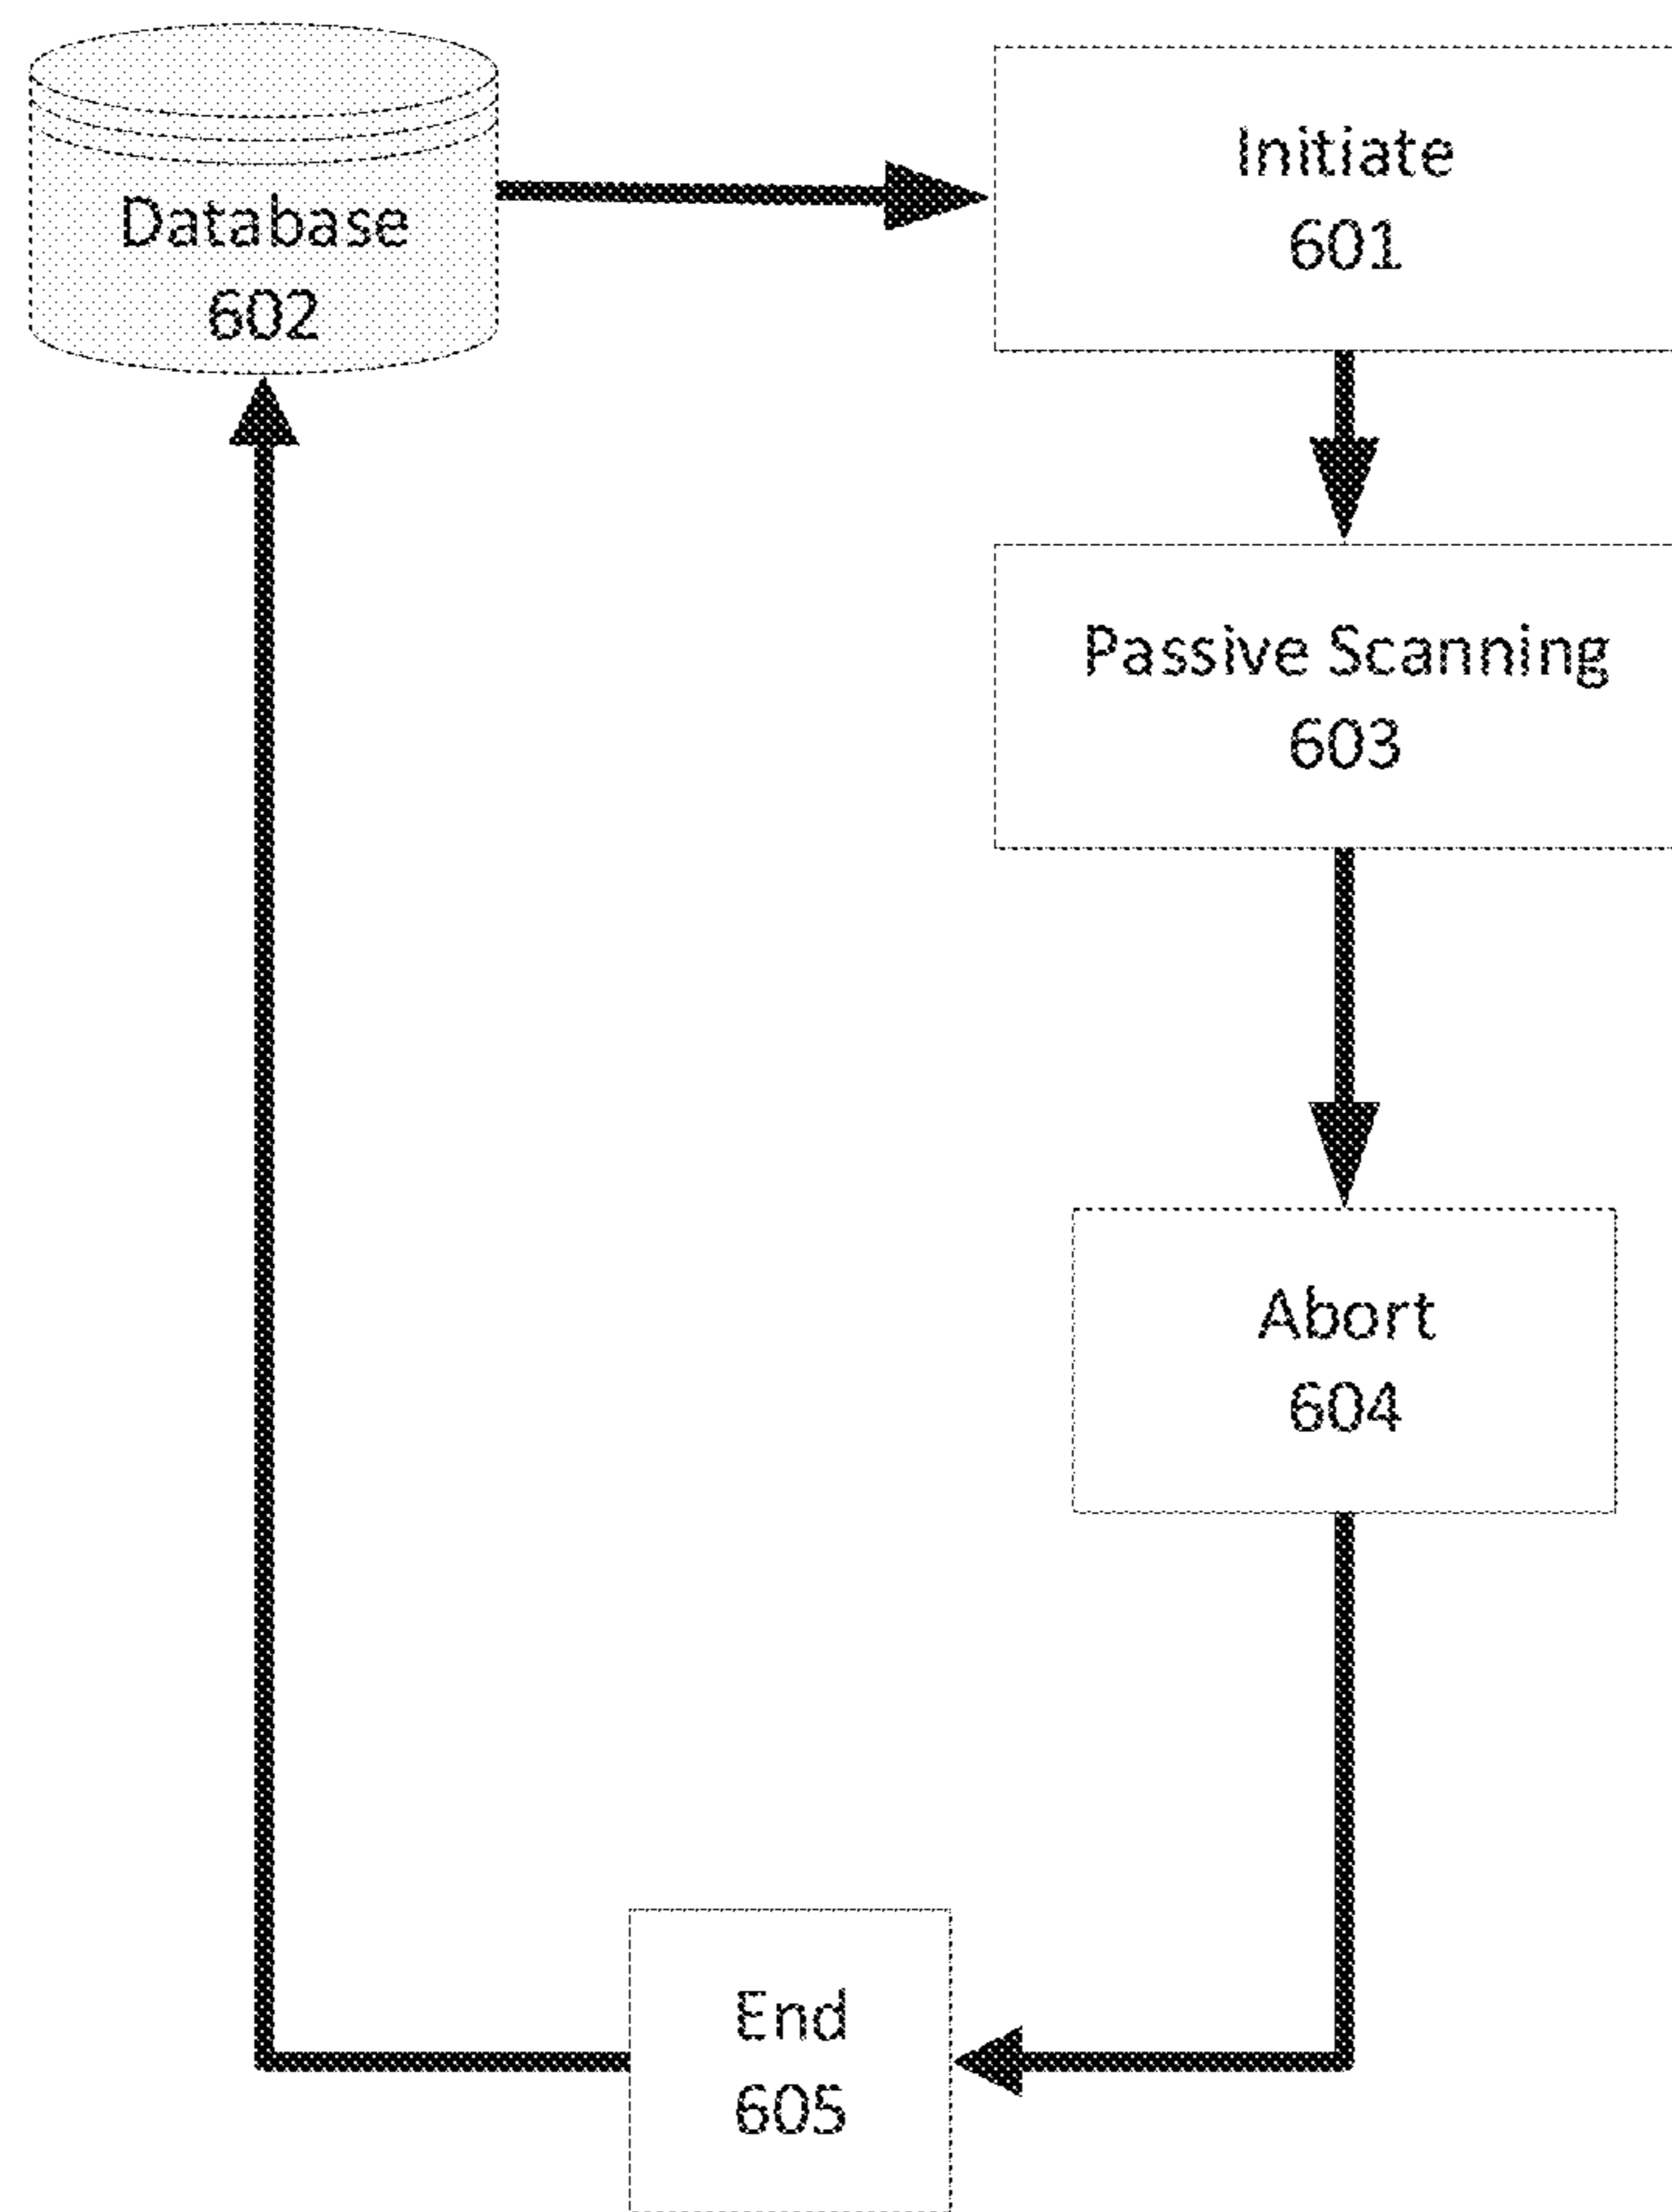 Database
602
Initiate
601
Passive Scanning
603
Abort
604
End
605